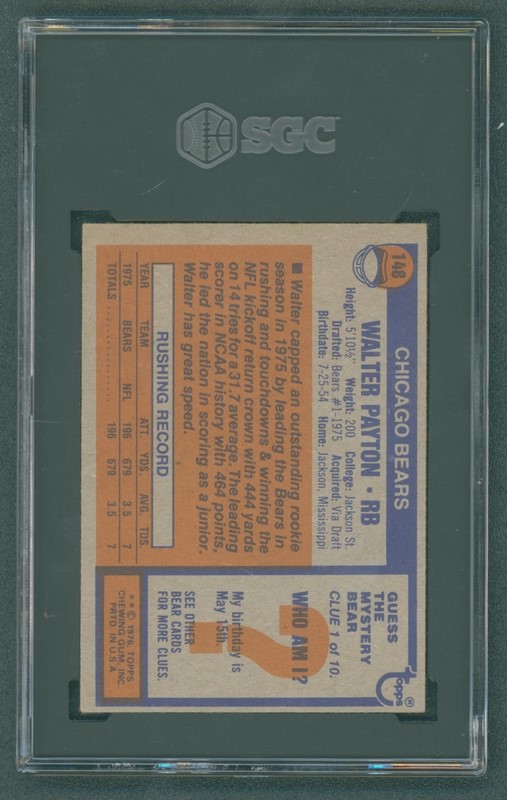 SGC
148
CHICAGO BEARS
WALTER PAYTON • RB
Height: 5'10½" Weight: 200 College: Jackson St.
Drafted: Bears #1-1975 Acquired: Via Draft
Birthdate: 7-25-54 Home: Jackson, Mississippi
■ Walter capped an outstanding rookie
season in 1975 by leading the Bears in
rushing and touchdowns & winning the
NFL kickoff return crown with 444 yards
on 14 tries for a 31.7 average. The leading
scorer in NCAA history with 464 points,
he led the nation in scoring as a junior.
Walter has great speed.
RUSHING RECORD
YEAR TEAM ATT. YDS. AVG. TDS.
1975 BEARS NFL 196 679 3.5 7
TOTALS .................. 196 679 3.5 7
topps®
GUESS
THE
MYSTERY
BEAR
CLUE 1 of 10.
WHO AM I?
?
My birthday is
May 15th.
SEE OTHER
BEAR CARDS
FOR MORE CLUES.
* * © 1976, TOPPS
CHEWING GUM, INC.
PRTD. IN U.S.A.